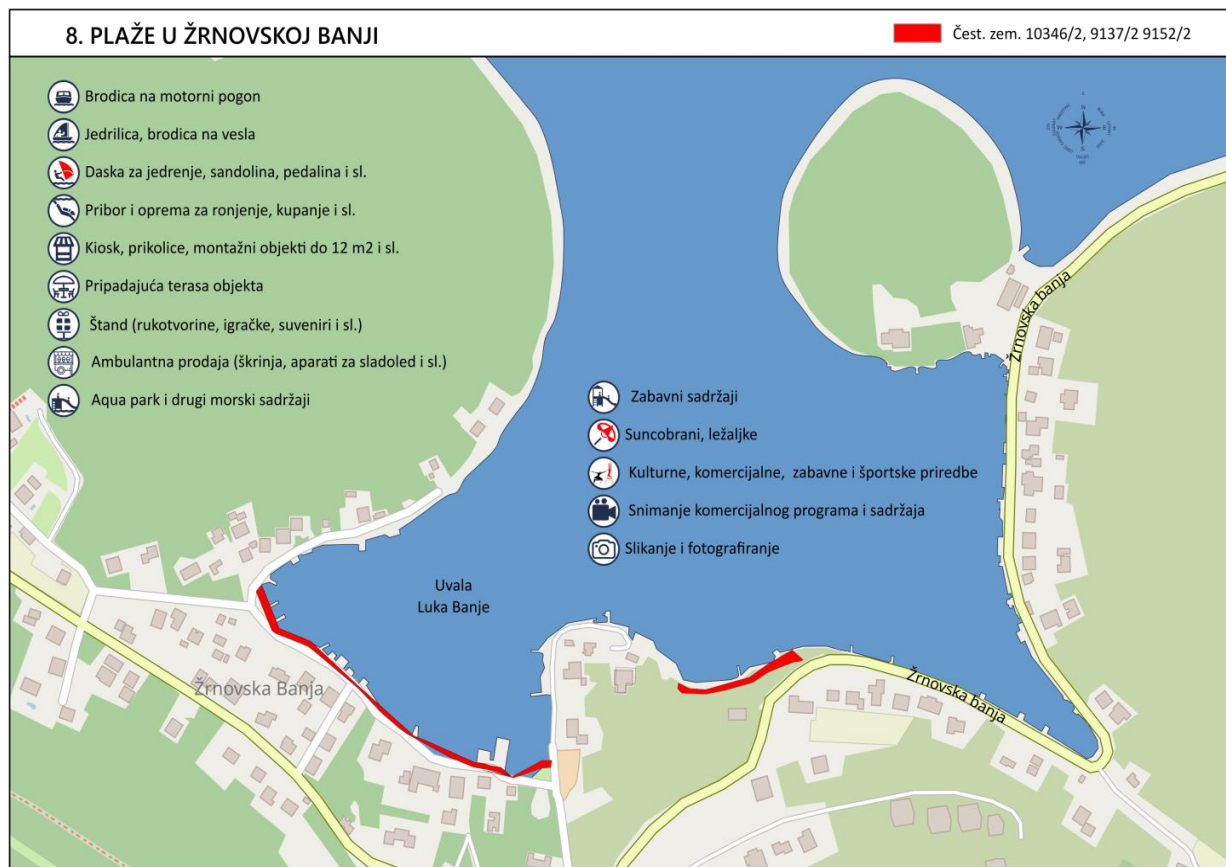 8. PLAŽE U ŽRNOVSKOJ BANJI
Čest. zem. 10346/2, 9137/2 9152/2
Brodica na motorni pogon
Jedrilica, brodica na vesla
Daska za jedrenje, sandolina, pedalina i sl.
Pribor i oprema za ronjenje, kupanje i sl.
Kiosk, prikolice, montažni objekti do 12 m2 i sl.
Pripadajuća terasa objekta
Štand (rukotvorine, igračke, suveniri i sl.)
Ambulantna prodaja (škrinja, aparati za sladoled i sl.)
Aqua park i drugi morski sadržaji
Zabavni sadržaji
Suncobrani, ležaljke
Kulturne, komercijalne, zabavne i športske priredbe
Snimanje komercijalnog programa i sadržaja
Slikanje i fotografiranje
Žrnovska banja
Uvala
Luka Banje
Žrnovska Banja
Žrnovska banja